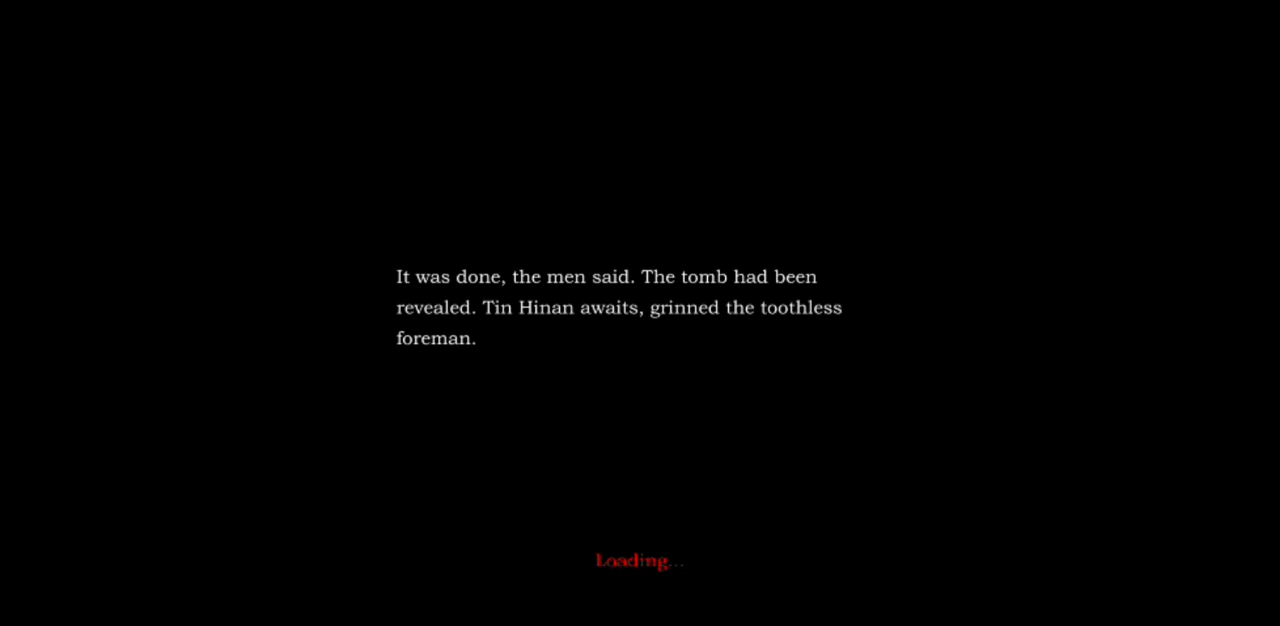 It was done, the men said. The tomb had been
revealed. Tin Hinan awaits, grinned the toothless
foreman.
Loading...